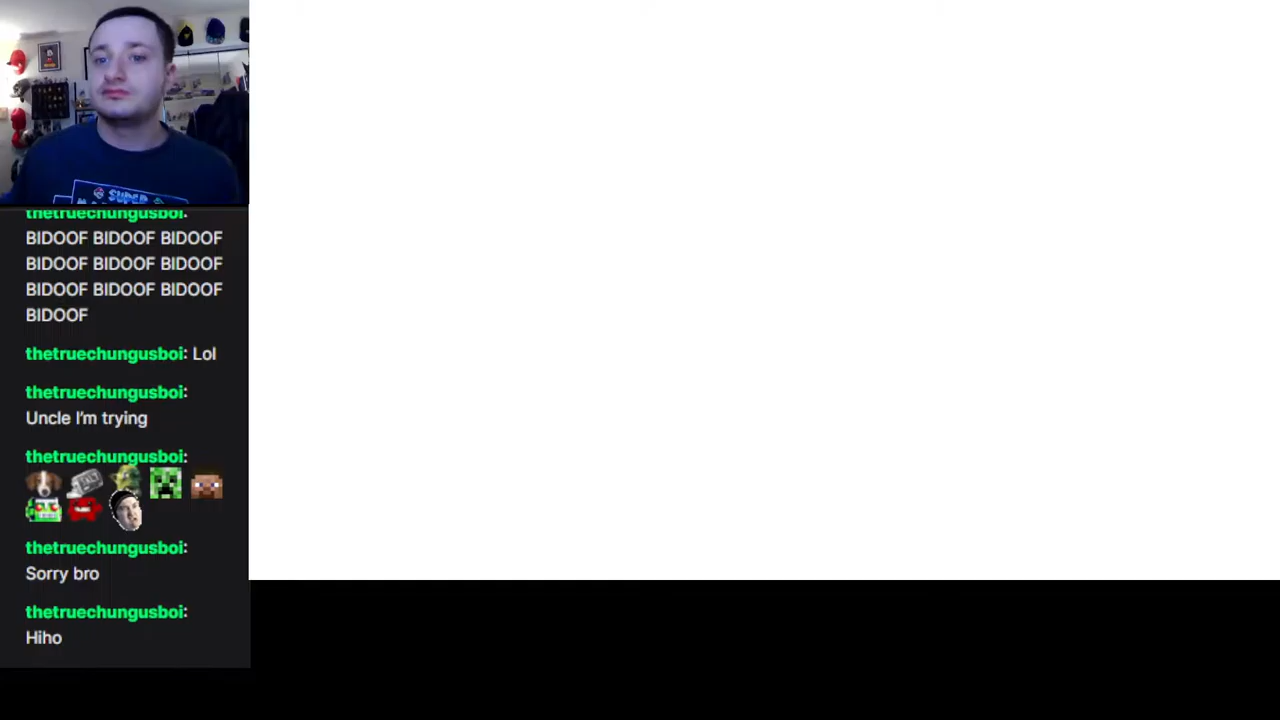 SUPER
thetruechungusboi:
BIDOOF BIDOOF BIDOOF
BIDOOF BIDOOF BIDOOF
BIDOOF BIDOOF BIDOOF
BIDOOF
thetruechungusboi: Lol
thetruechungusboi:
Uncle I'm trying
thetruechungusboi:
thetruechungusboi:
Sorry bro
thetruechungusboi:
Hiho